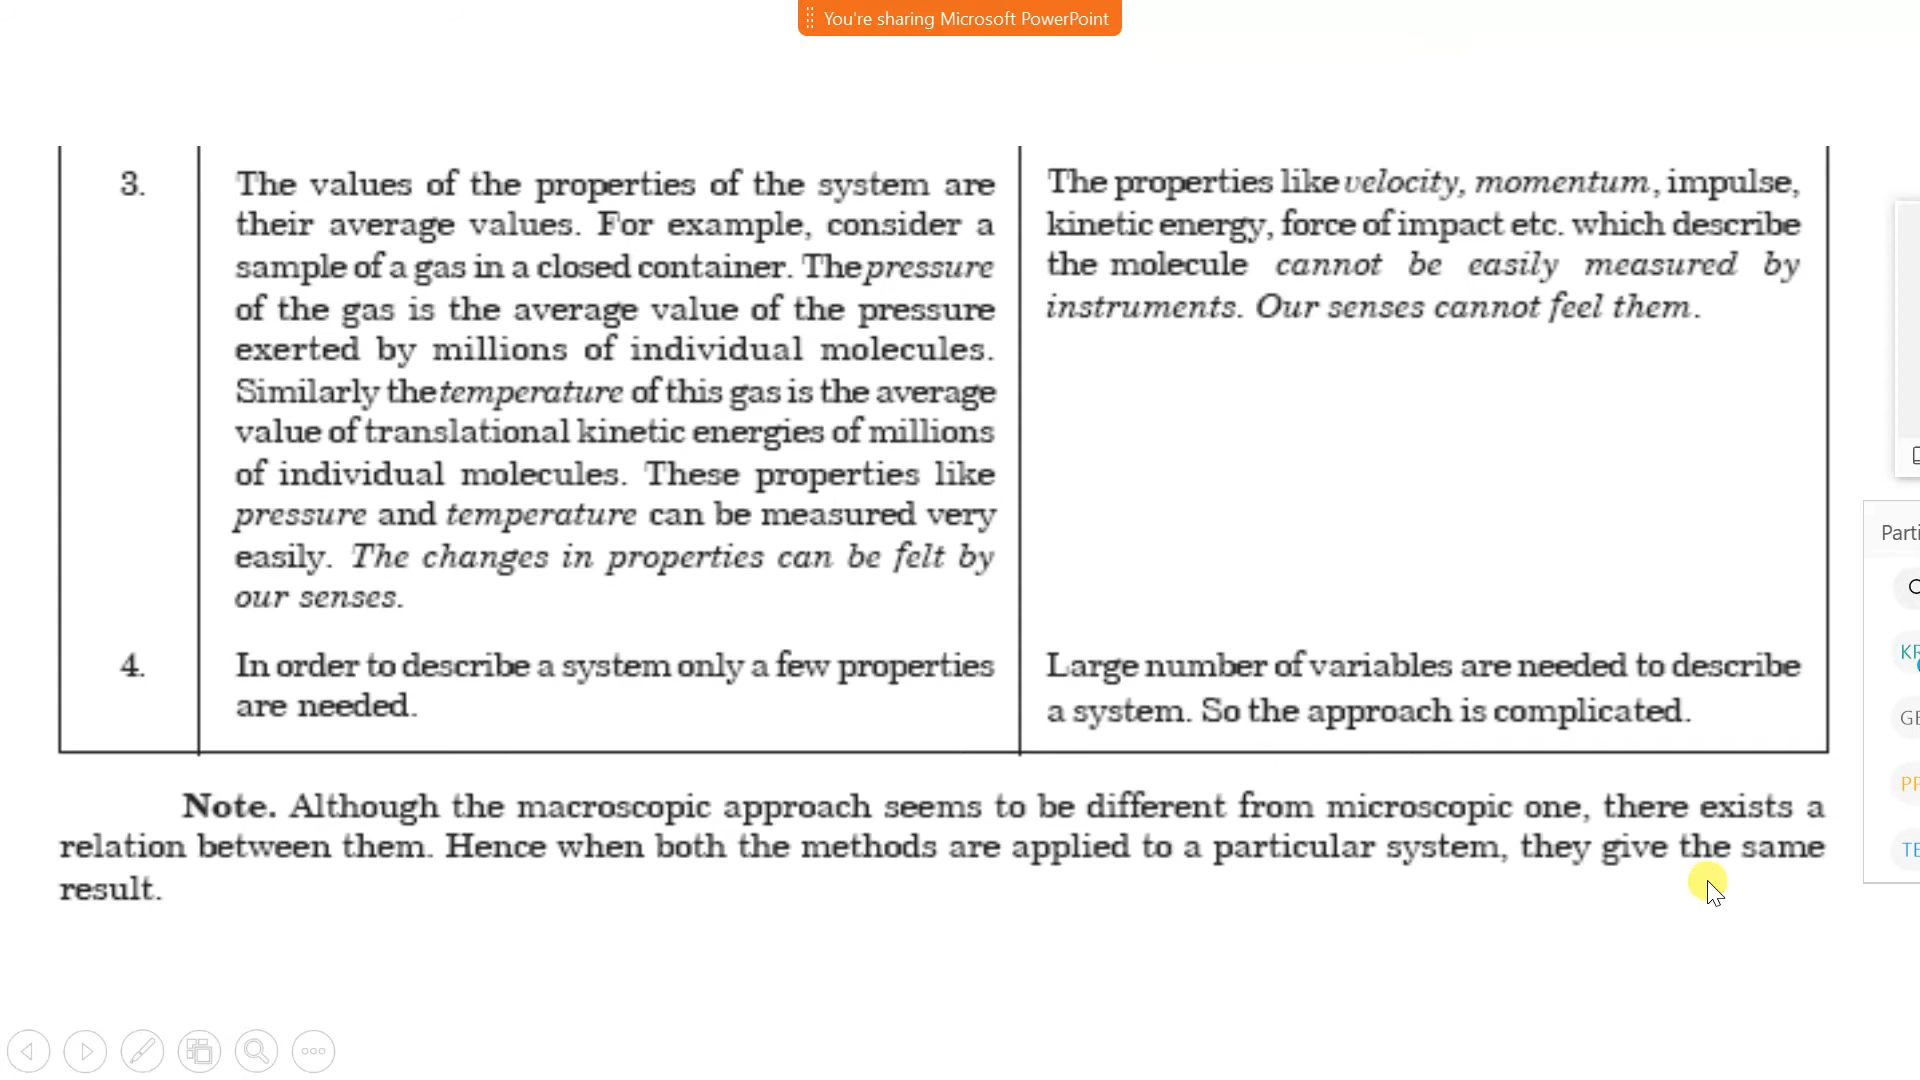 You're sharing Microsoft PowerPoint
3.
The values of the properties of the system are
their average values. For example, consider a
sample of a gas in a closed container. The pressure
of the gas is the average value of the pressure
exerted by millions of individual molecules.
Similarly the temperature of this gas is the average
value of translational kinetic energies of millions
of individual molecules. These properties like
pressure and temperature can be measured very
easily. The changes in properties can be felt by
our senses.
The properties like velocity, momentum, impulse,
kinetic energy, force of impact etc. which describe
the molecule cannot be easily measured by
instruments. Our senses cannot feel them.
4.
In order to describe a system only a few properties
are needed.
Large number of variables are needed to describe
a system. So the approach is complicated.
Note. Although the macroscopic approach seems to be different from microscopic one, there exists a
relation between them. Hence when both the methods are applied to a particular system, they give the same
result.
Parti
KR
GE
PF
TE